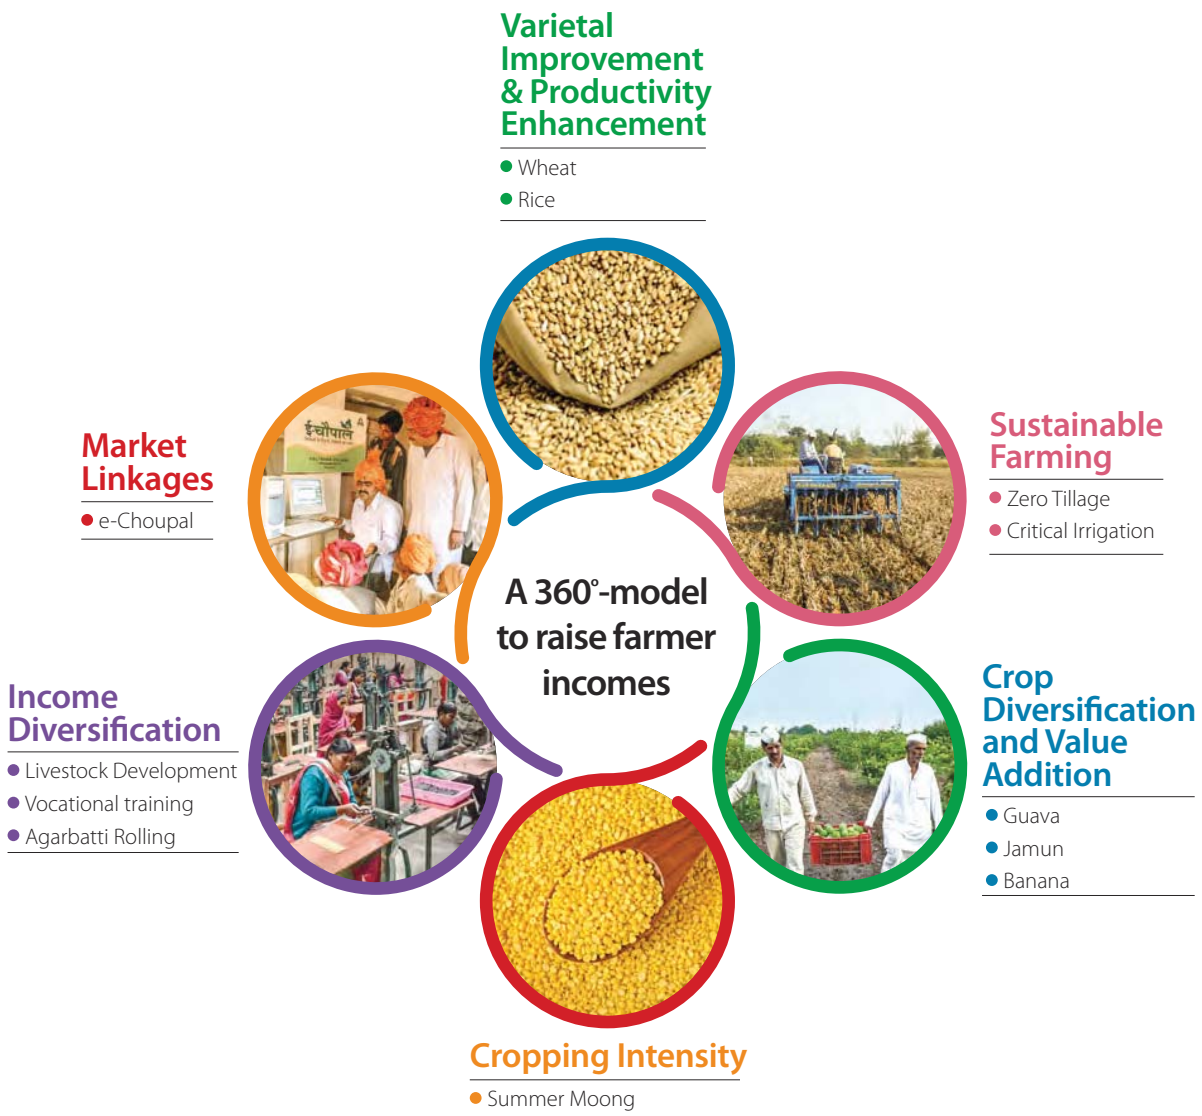 Varietal
Improvement
& Productivity
Enhancement
Wheat
Rice
Market
Linkages
e-Choupal
ई-चौपाल
Sustainable
Farming
Zero Tillage
Critical Irrigation
A 360°-model
to raise farmer
incomes
Income
Diversification
Livestock Development
Vocational training
Agarbatti Rolling
Crop
Diversification
and Value
Addition
Guava
Jamun
Banana
Cropping Intensity
Summer Moong